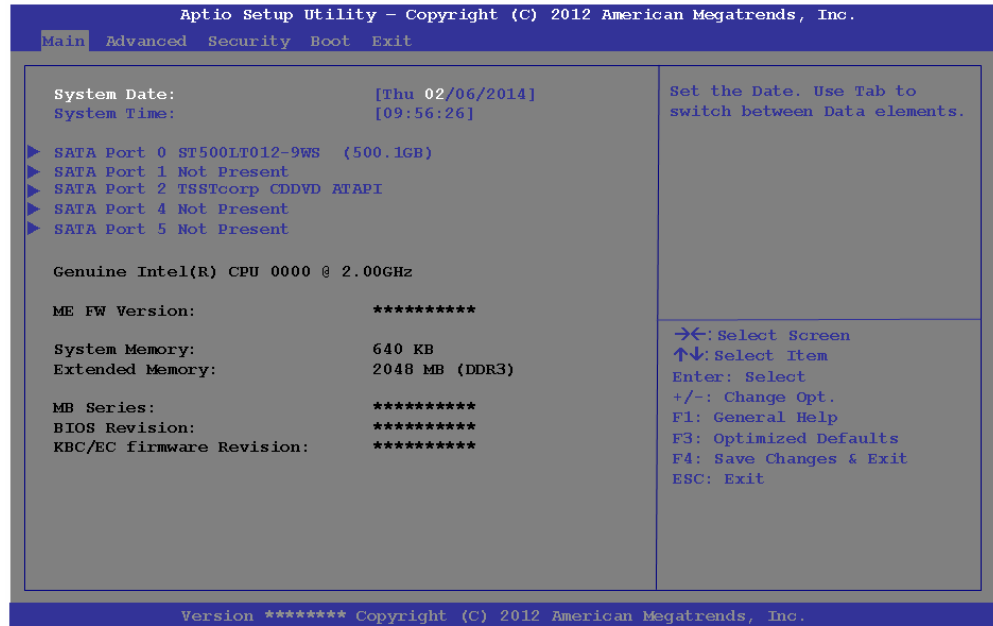 Aptio Setup Utility – Copyright (C) 2012 American Megatrends, Inc.
Main Advanced Security Boot Exit
System Date: [Thu 02/06/2014]
System Time: [09:56:26]
SATA Port 0 ST500LT012-9WS (500.1GB)
SATA Port 1 Not Present
SATA Port 2 TSSTcorp CDDVD ATAPI
SATA Port 4 Not Present
SATA Port 5 Not Present
Genuine Intel(R) CPU 0000 @ 2.00GHz
ME FW Version: **********
System Memory: 640 KB
Extended Memory: 2048 MB (DDR3)
MB Series: **********
BIOS Revision: **********
KBC/EC firmware Revision: **********
Set the Date. Use Tab to
switch between Data elements.
→←:Select Screen
↑↓:Select Item
Enter: Select
+/-: Change Opt.
F1: General Help
F3: Optimized Defaults
F4: Save Changes & Exit
ESC: Exit
Version ******** Copyright (C) 2012 American Megatrends, Inc.